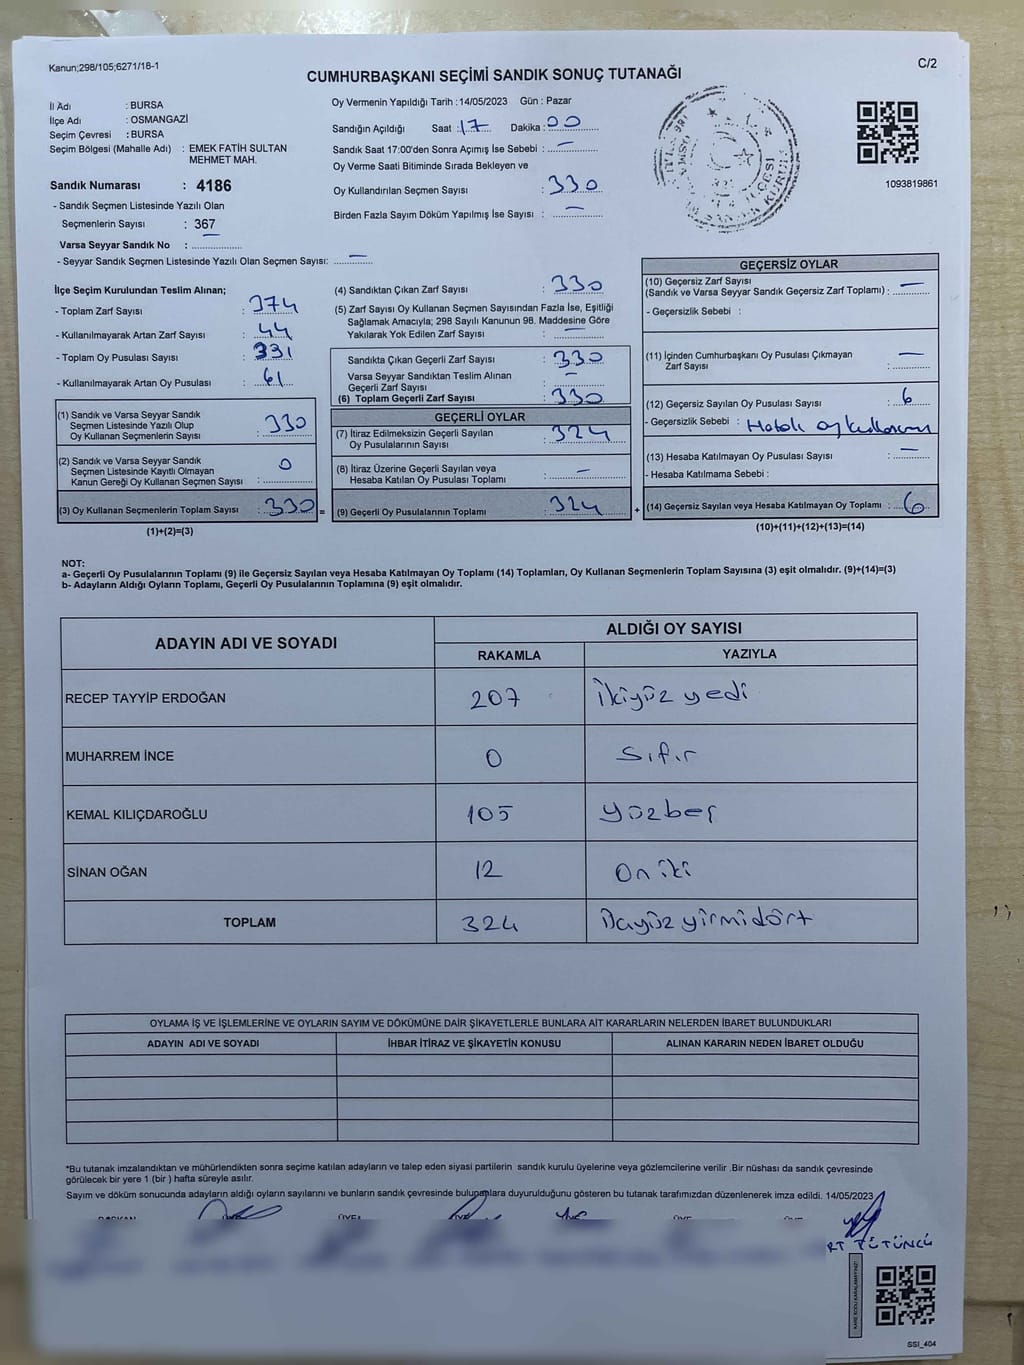 Kanun;298/105;6271/18-1
C/2
CUMHURBAŞKANI SEÇİMİ SANDIK SONUÇ TUTANAĞI
İl Adı : BURSA
İlçe Adı : OSMANGAZİ
Seçim Çevresi : BURSA
Seçim Bölgesi (Mahalle Adı) : EMEK FATİH SULTAN
MEHMET MAH.
Sandık Numarası : 4186
- Sandık Seçmen Listesinde Yazılı Olan
Seçmenlerin Sayısı : 367
Varsa Seyyar Sandık No : —
- Seyyar Sandık Seçmen Listesinde Yazılı Olan Seçmen Sayısı: —
Oy Vermenin Yapıldığı Tarih : 14/05/2023 Gün : Pazar
Sandığın Açıldığı Saat : 17 Dakika : 00
Sandık Saat 17:00'den Sonra Açımış İse Sebebi : —
Oy Verme Saati Bitiminde Sırada Bekleyen ve
Oy Kullandırılan Seçmen Sayısı : 330
Birden Fazla Sayım Döküm Yapılmış İse Sayısı : —
1093819861
İlçe Seçim Kurulundan Teslim Alınan;
- Toplam Zarf Sayısı : 374
- Kullanılmayarak Artan Zarf Sayısı : 44
- Toplam Oy Pusulası Sayısı : 391
- Kullanılmayarak Artan Oy Pusulası : 61
(1) Sandık ve Varsa Seyyar Sandık
Seçmen Listesinde Yazılı Olup
Oy Kullanan Seçmenlerin Sayısı : 330
(2) Sandık ve Varsa Seyyar Sandık
Seçmen Listesinde Kayıtlı Olmayan
Kanun Gereği Oy Kullanan Seçmen Sayısı : 0
(3) Oy Kullanan Seçmenlerin Toplam Sayısı : 330 =
(1)+(2)=(3)
(4) Sandıktan Çıkan Zarf Sayısı : 330
(5) Zarf Sayısı Oy Kullanan Seçmen Sayısından Fazla İse, Eşitliği
Sağlamak Amacıyla; 298 Sayılı Kanunun 98. Maddesine Göre
Yakılarak Yok Edilen Zarf Sayısı : —
Sandıkta Çıkan Geçerli Zarf Sayısı : 330
Varsa Seyyar Sandıktan Teslim Alınan
Geçerli Zarf Sayısı : —
(6) Toplam Geçerli Zarf Sayısı : 330
GEÇERLİ OYLAR
(7) İtiraz Edilmeksizin Geçerli Sayılan
Oy Pusulalarının Sayısı : 324
(8) İtiraz Üzerine Geçerli Sayılan veya
Hesaba Katılan Oy Pusulası Toplamı : —
(9) Geçerli Oy Pusulalarının Toplamı : 324 +
GEÇERSİZ OYLAR
(10) Geçersiz Zarf Sayısı
(Sandık ve Varsa Seyyar Sandık Geçersiz Zarf Toplamı) : —
- Geçersizlik Sebebi :
(11) İçinden Cumhurbaşkanı Oy Pusulası Çıkmayan
Zarf Sayısı : —
(12) Geçersiz Sayılan Oy Pusulası Sayısı : 6
- Geçersizlik Sebebi : Hatalı oy kullanımı
(13) Hesaba Katılmayan Oy Pusulası Sayısı : —
- Hesaba Katılmama Sebebi :
(14) Geçersiz Sayılan veya Hesaba Katılmayan Oy Toplamı : 6
(10)+(11)+(12)+(13)=(14)
NOT:
a- Geçerli Oy Pusulalarının Toplamı (9) ile Geçersiz Sayılan veya Hesaba Katılmayan Oy Toplamı (14) Toplamları, Oy Kullanan Seçmenlerin Toplam Sayısına (3) eşit olmalıdır. (9)+(14)=(3)
b- Adayların Aldığı Oyların Toplamı, Geçerli Oy Pusulalarının Toplamına (9) eşit olmalıdır.
ADAYIN ADI VE SOYADI ALDIĞI OY SAYISI
RAKAMLA YAZIYLA
RECEP TAYYİP ERDOĞAN 207 İkiyüz yedi
MUHARREM İNCE 0 Sıfır
KEMAL KILIÇDAROĞLU 105 Yüzbeş
SİNAN OĞAN 12 On iki
TOPLAM 324 Üçyüz yirmidört
OYLAMA İŞ VE İŞLEMLERİNE VE OYLARIN SAYIM VE DÖKÜMÜNE DAİR ŞİKAYETLERLE BUNLARA AİT KARARLARIN NELERDEN İBARET BULUNDUKLARI
ADAYIN ADI VE SOYADI İHBAR İTİRAZ VE ŞİKAYETİN KONUSU ALINAN KARARIN NEDEN İBARET OLDUĞU
*Bu tutanak imzalandıktan ve mühürlendikten sonra seçime katılan adayların ve talep eden siyasi partilerin sandık kurulu üyelerine veya gözlemcilerine verilir .Bir nüshası da sandık çevresinde
görülecek bir yere 1 (bir ) hafta süreyle asılır.
Sayım ve döküm sonucunda adayların aldığı oyların sayılarını ve bunların sandık çevresinde bulunanlara duyurulduğunu gösteren bu tutanak tarafımızdan düzenlenerek imza edildi. 14/05/2023
BAŞKAN ÜYE ÜYE ÜYE ÜYE
RT TÜTÜNCÜ
KARE KODU KARALAMAYINIZ!
SSI_404